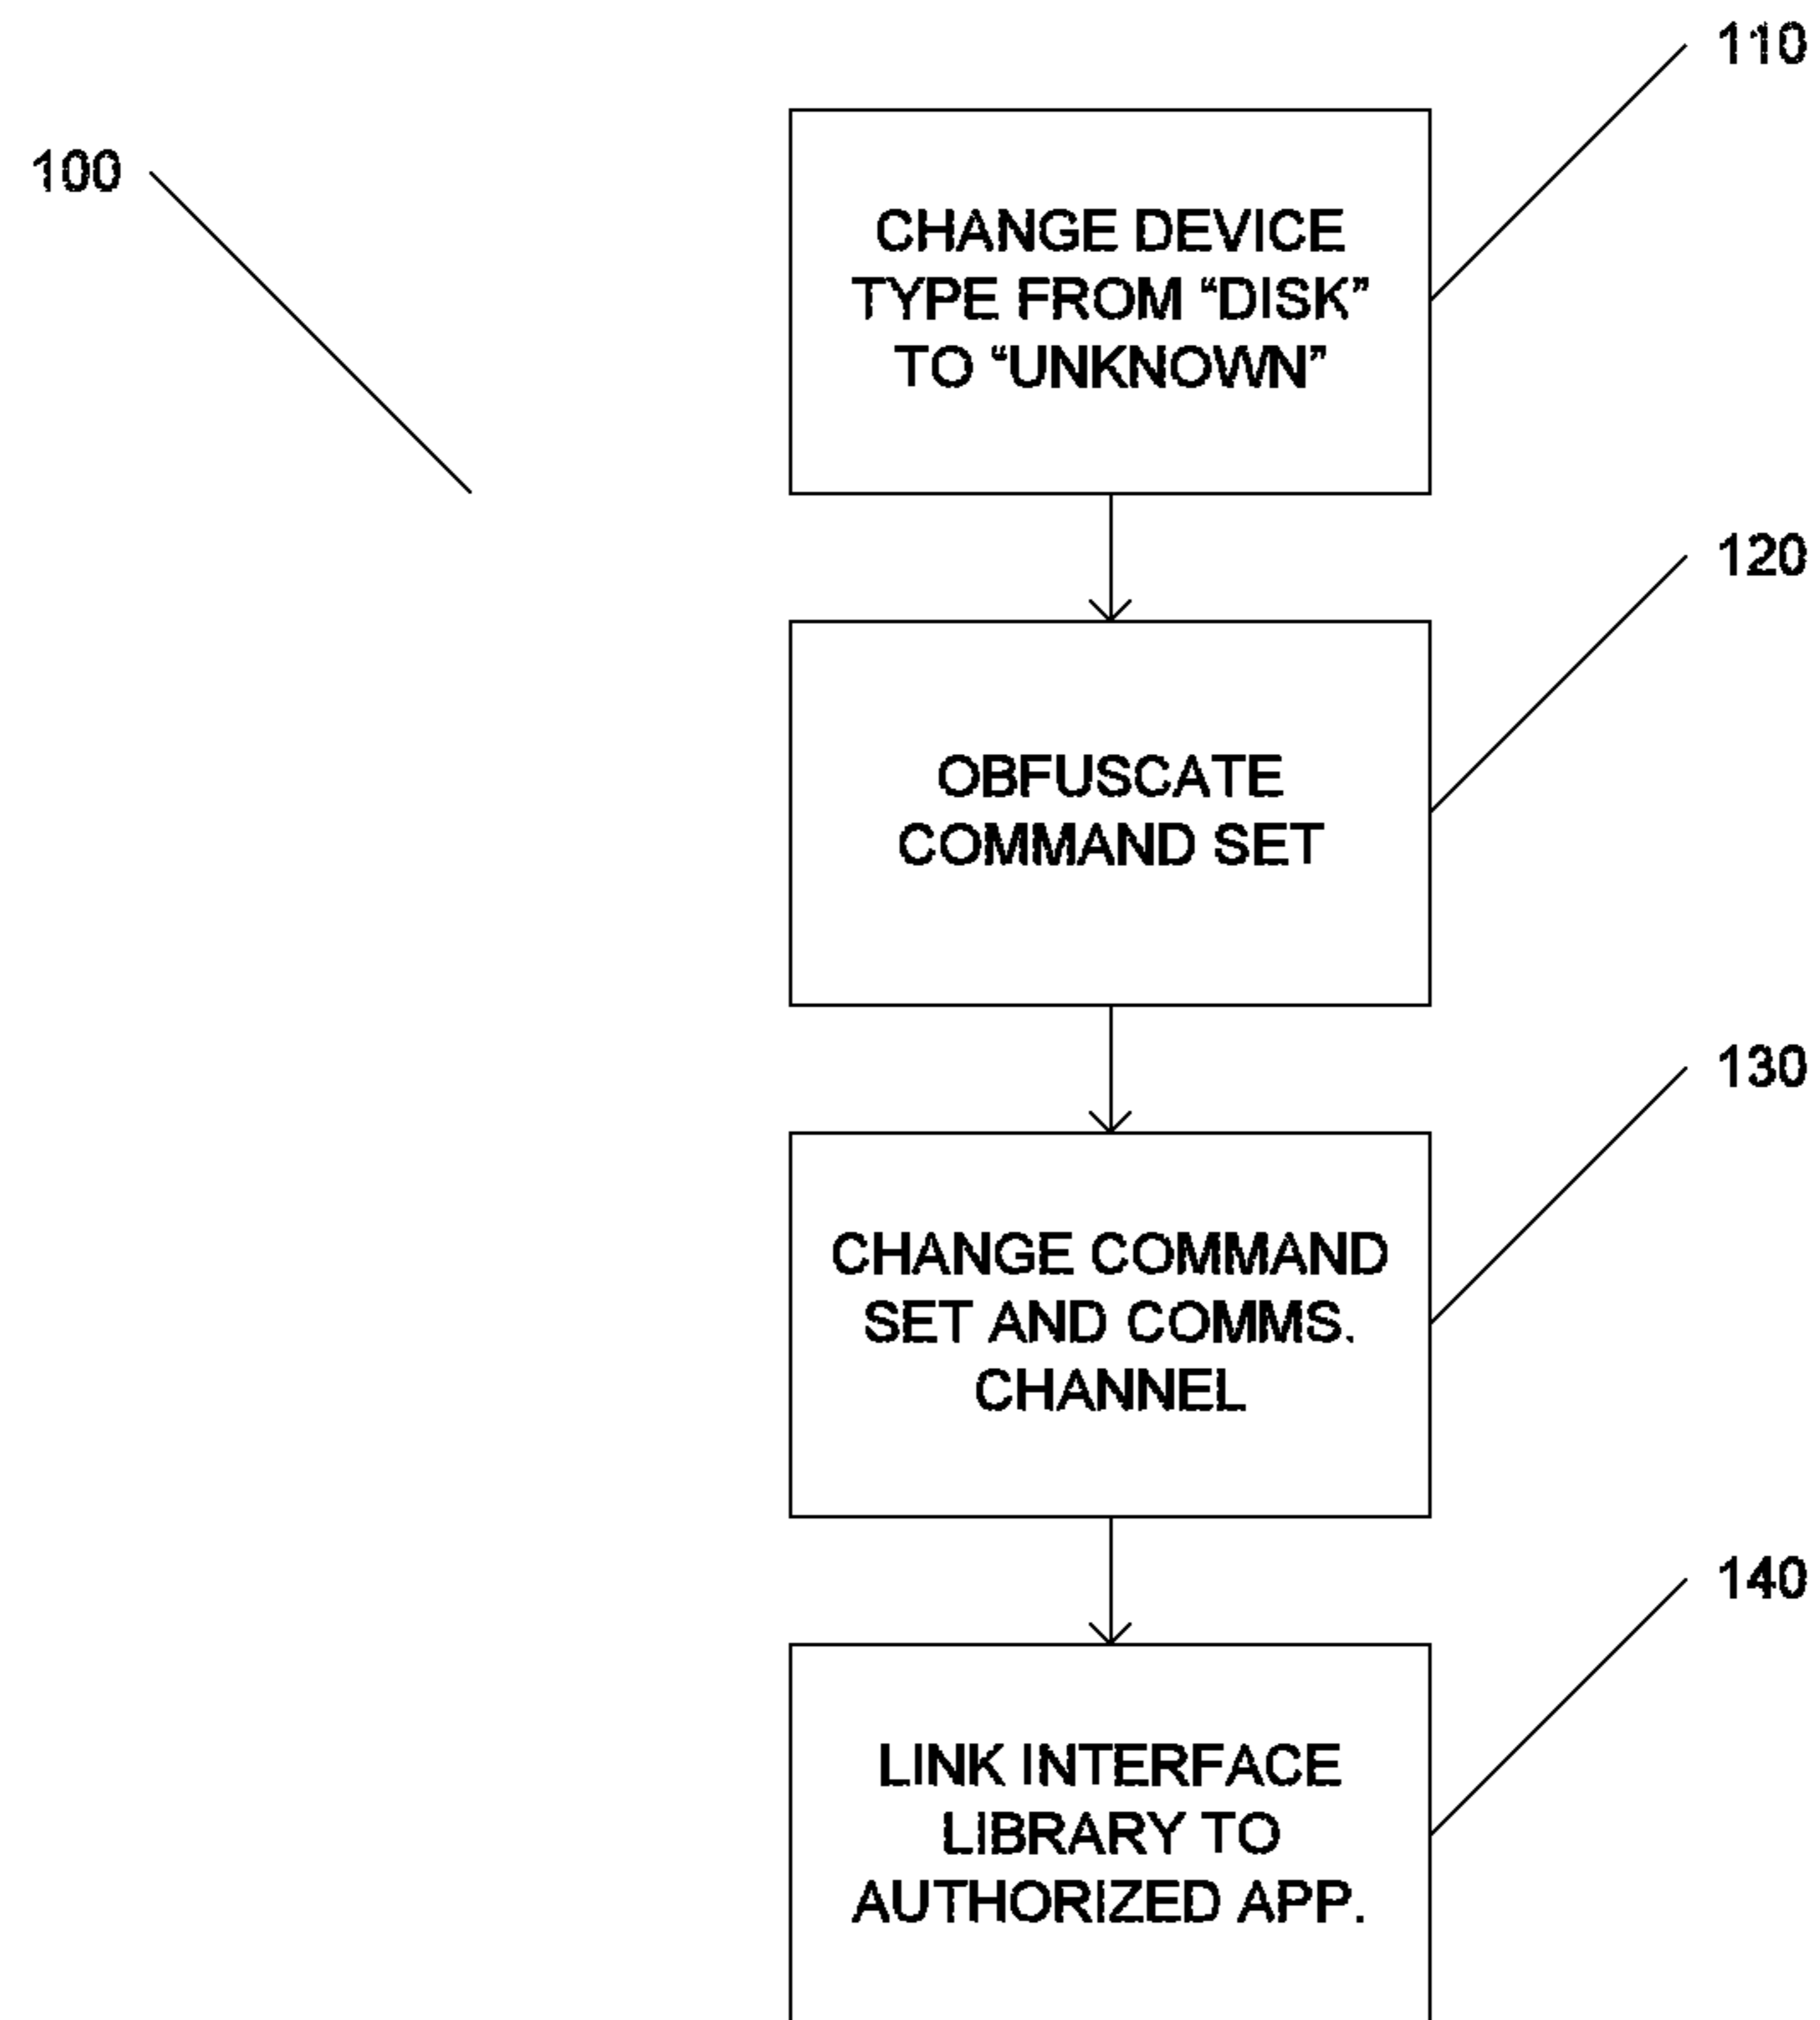 110
100
CHANGE DEVICE
TYPE FROM “DISK”
TO “UNKNOWN”
120
OBFUSCATE
COMMAND SET
130
CHANGE COMMAND
SET AND COMMS.
CHANNEL
140
LINK INTERFACE
LIBRARY TO
AUTHORIZED APP.